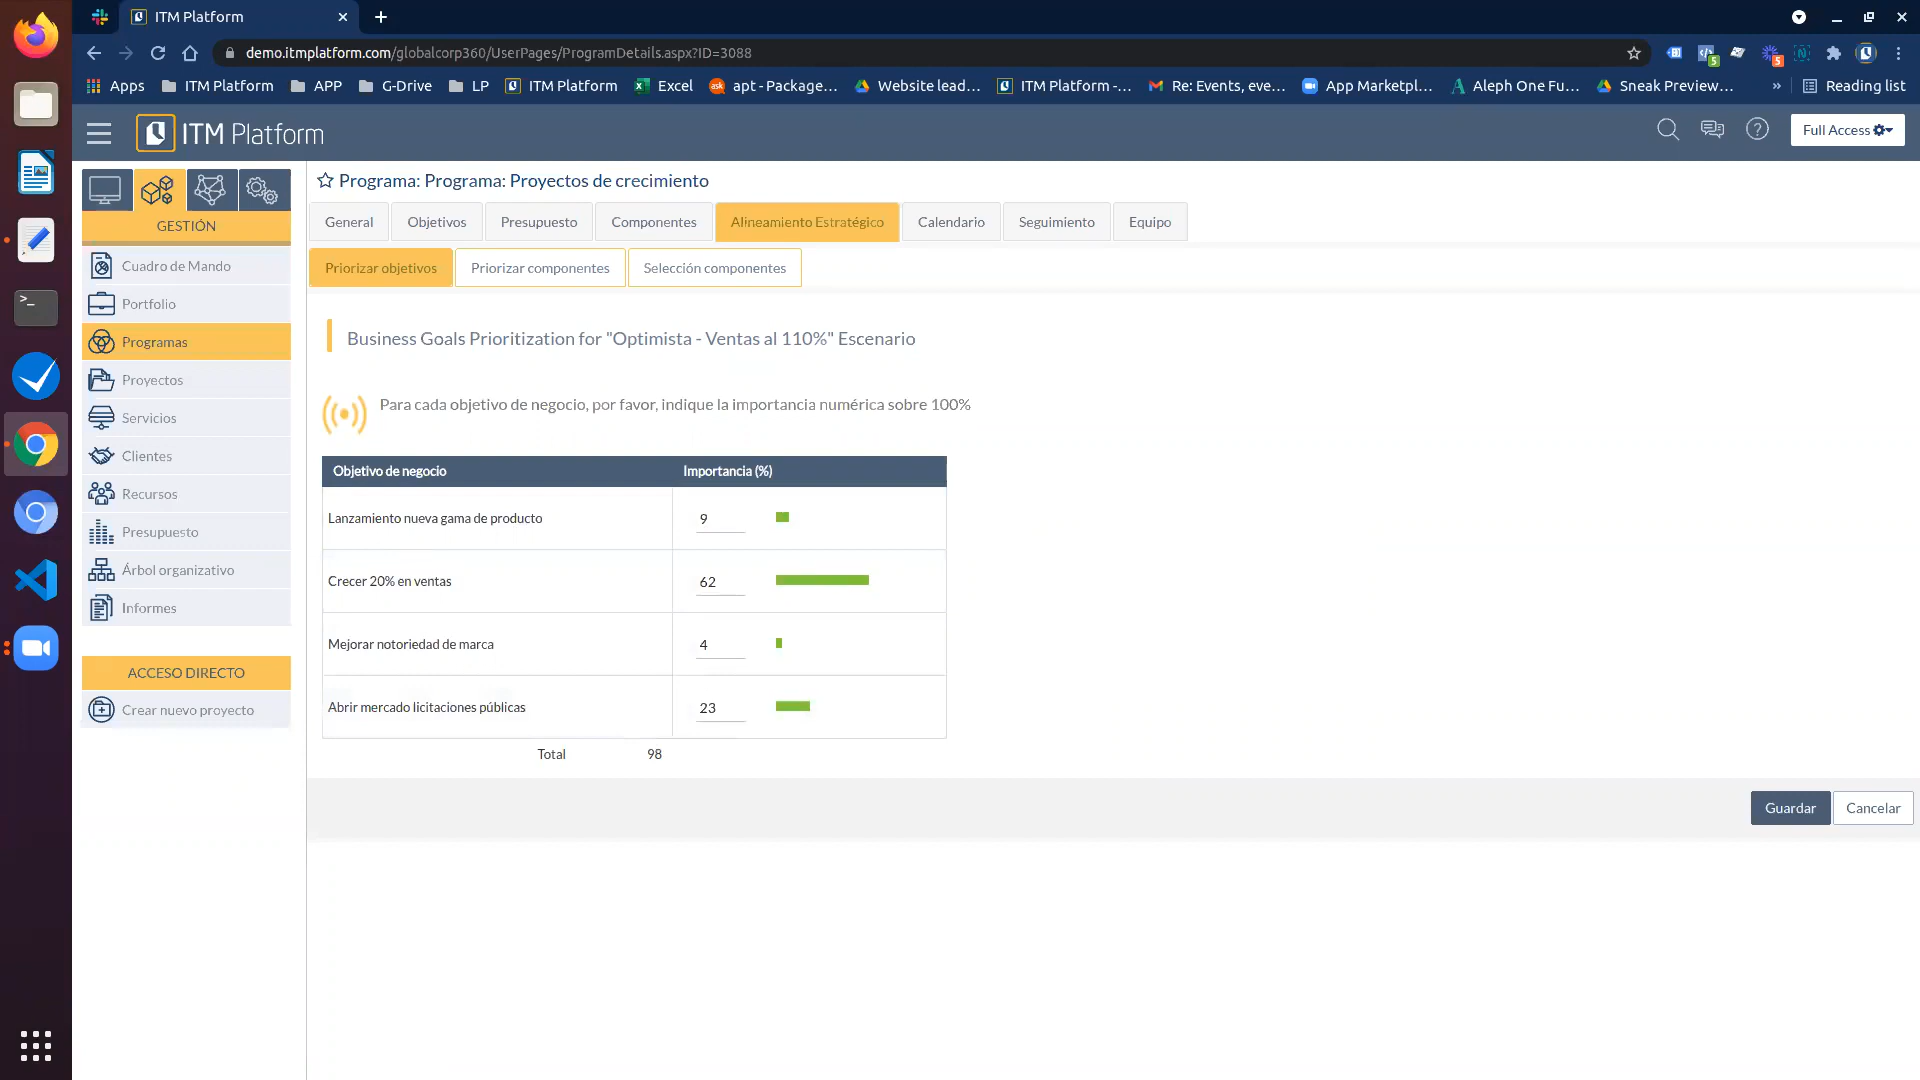 ITM Platform
demo.itmplatform.com/globalcorp360/UserPages/ProgramDetails.aspx?ID=3088
5
5
Apps
ITM Platform
APP
G-Drive
LP
ITM Platform
Excel
ask
apt - Package...
Website lead...
ITM Platform -...
Re: Events, eve...
App Marketpl...
Aleph One Fu...
Sneak Preview...
»
Reading list
ITM Platform
Full Access
GESTIÓN
Cuadro de Mando
Portfolio
Programas
Proyectos
Servicios
Clientes
Recursos
Presupuesto
Árbol organizativo
Informes
ACCESO DIRECTO
Crear nuevo proyecto
Programa: Programa: Proyectos de crecimiento
General
Objetivos
Presupuesto
Componentes
Alineamiento Estratégico
Calendario
Seguimiento
Equipo
Priorizar objetivos
Priorizar componentes
Selección componentes
Business Goals Prioritization for "Optimista - Ventas al 110%" Escenario
Para cada objetivo de negocio, por favor, indique la importancia numérica sobre 100%
Objetivo de negocio Importancia (%)
Lanzamiento nueva gama de producto 9
Crecer 20% en ventas 62
Mejorar notoriedad de marca 4
Abrir mercado licitaciones públicas 23
Total 98
Guardar
Cancelar